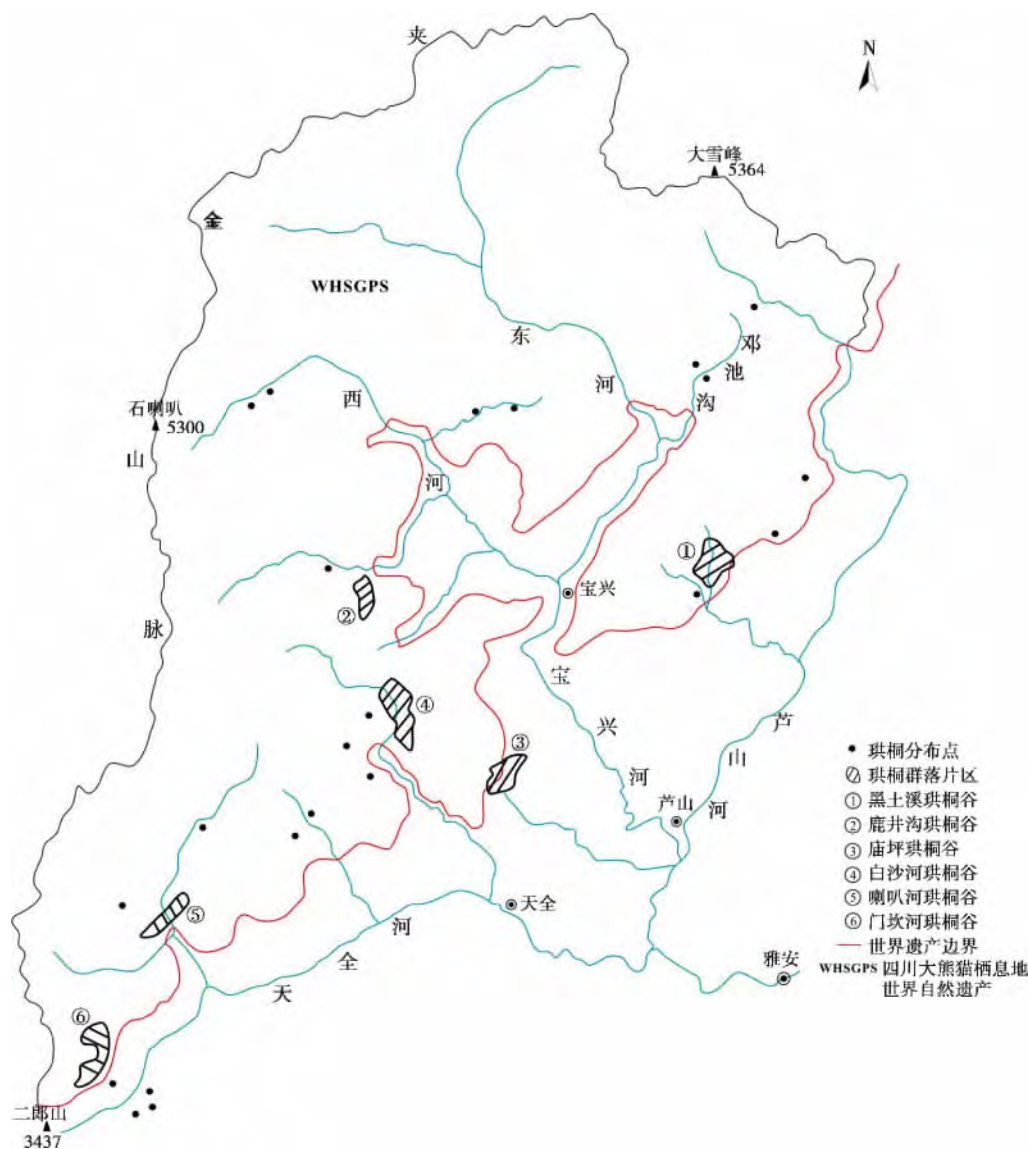 夹
N
大雪峰
5364
金
WHSGPS
东
河
邓
池
沟
西
石喇叭
5300
山
河
①
宝兴
②
脉
宝
④
兴
芦
③
山
河
河
芦山
珙桐分布点
珙桐群落片区
① 黑土溪珙桐谷
② 鹿井沟珙桐谷
③ 庙坪珙桐谷
④ 白沙河珙桐谷
⑤ 喇叭河珙桐谷
⑥ 门坎河珙桐谷
世界遗产边界
WHSGPS 四川大熊猫栖息地
世界自然遗产
天全
⑤
河
全
天
雅安
⑥
二郎山
3437